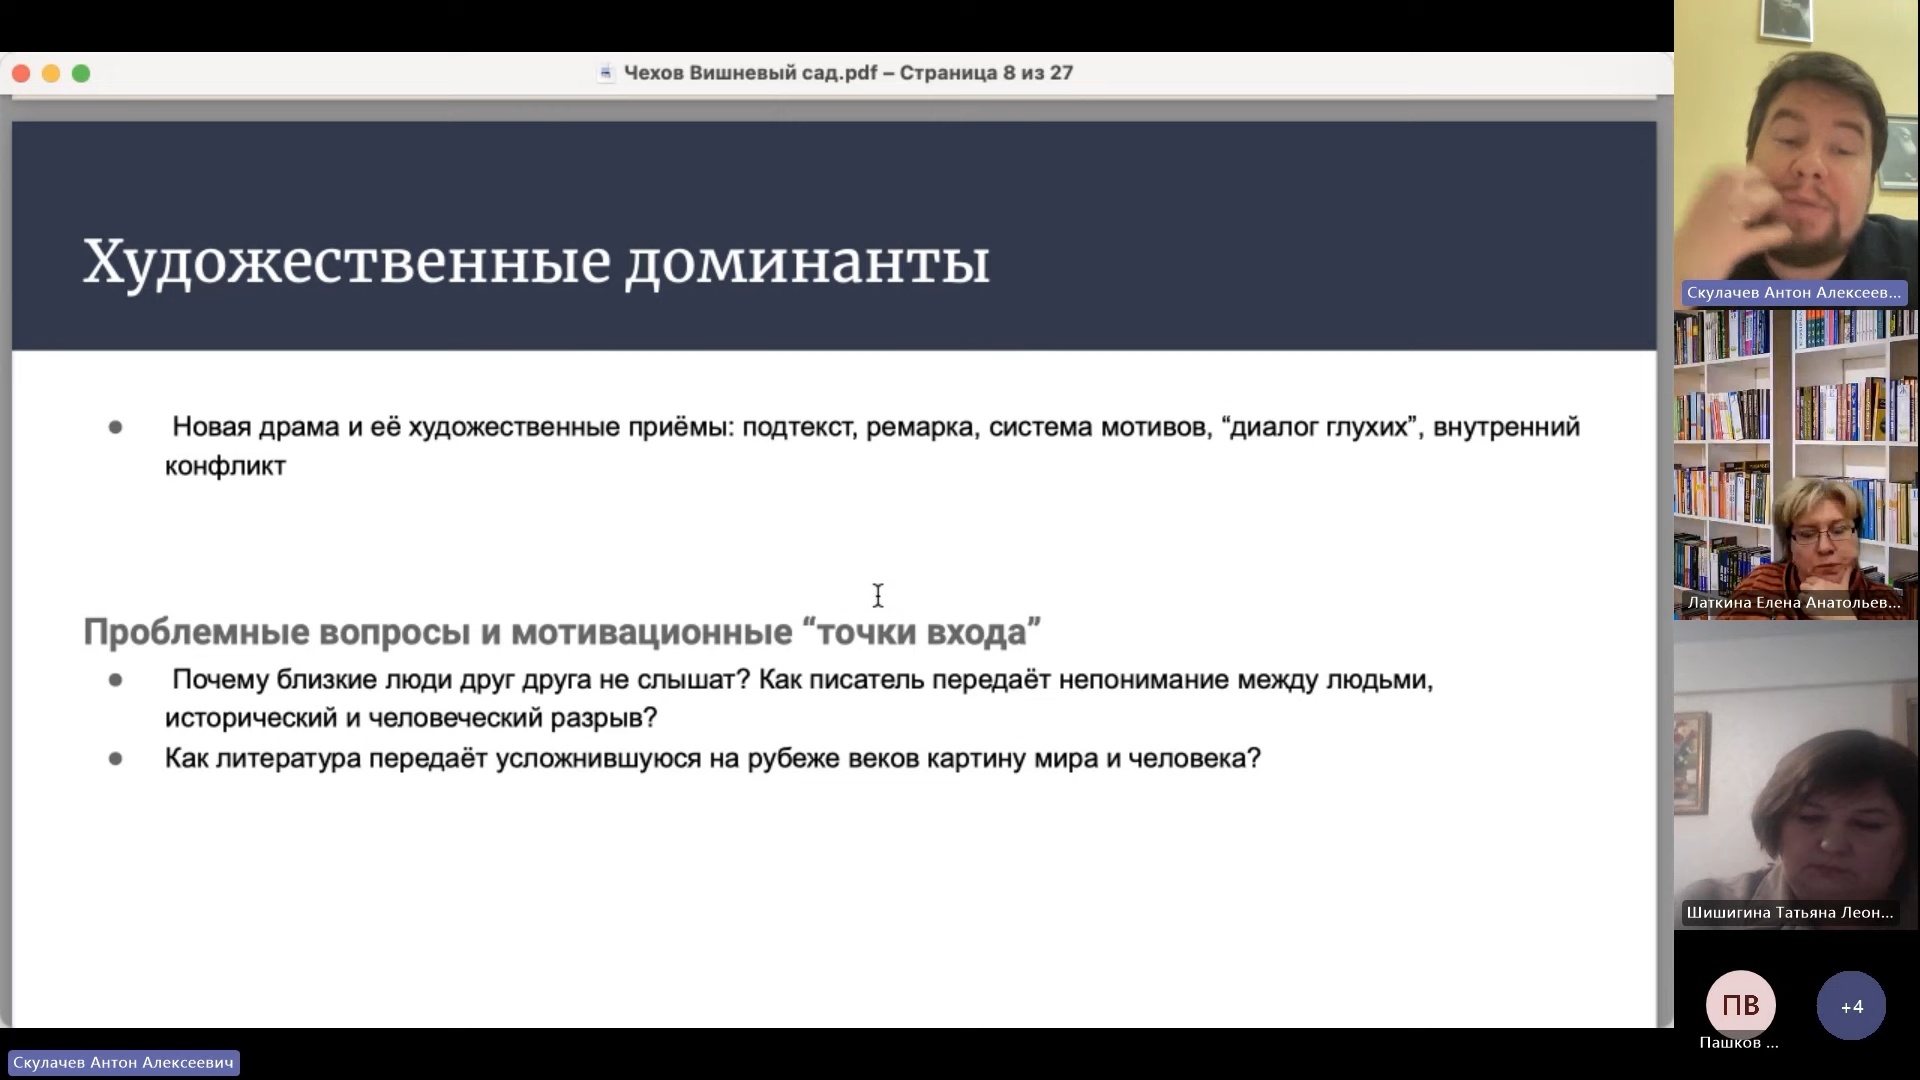 Чехов Вишневый сад.pdf – Страница 8 из 27
Художественные доминанты
Новая драма и её художественные приёмы: подтекст, ремарка, система мотивов, “диалог глухих”, внутренний
конфликт
Проблемные вопросы и мотивационные “точки входа”
Почему близкие люди друг друга не слышат? Как писатель передаёт непонимание между людьми,
исторический и человеческий разрыв?
Как литература передаёт усложнившуюся на рубеже веков картину мира и человека?
Скулачев Антон Алексеевич
Скулачев Антон Алексеев...
Латкина Елена Анатольев...
Шишигина Татьяна Леон...
ПВ
Пашков ...
+4